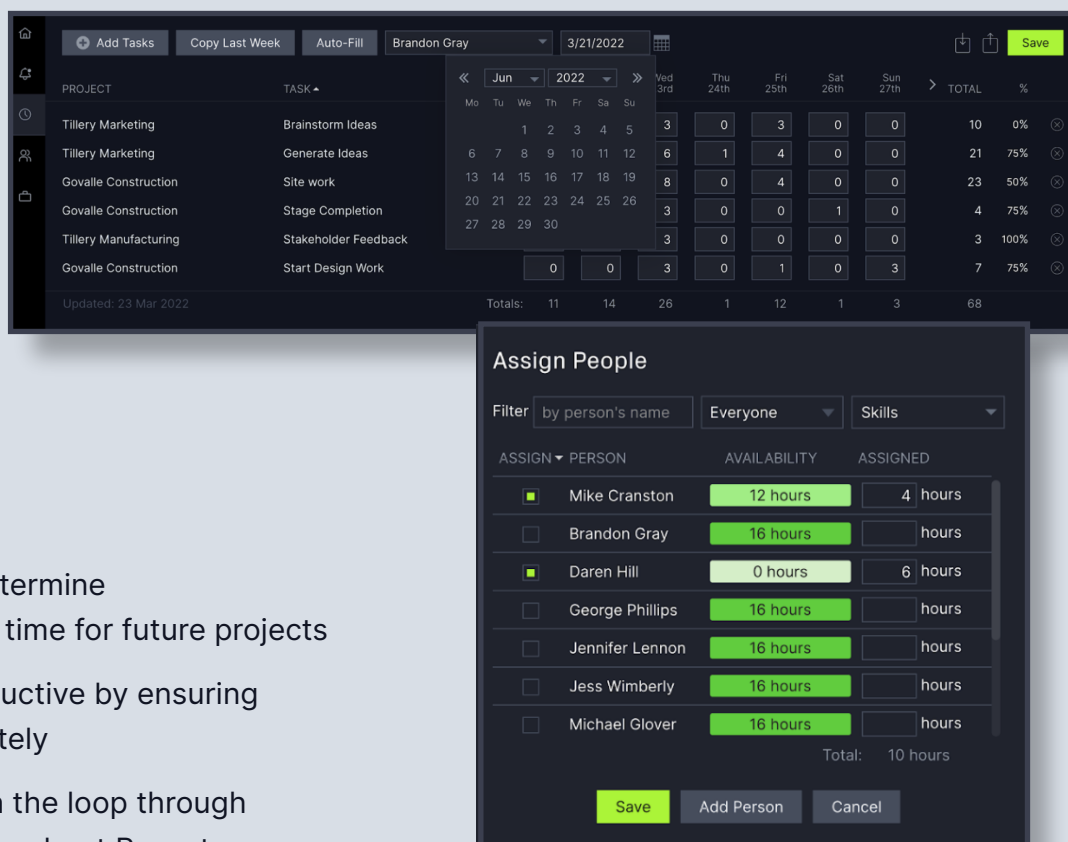 Add Tasks Copy Last Week Auto-Fill Brandon Gray 3/21/2022 Save
PROJECT TASK Wed Thu Fri Sat Sun TOTAL %
24th 25th 26th 27th
Jun 2022
Mo Tu We Th Fr Sa Su
1 2 3 4 5
6 7 8 9 10 11 12
13 14 15 16 17 18 19
20 21 22 23 24 25 26
27 28 29 30
Tillery Marketing Brainstorm Ideas 3 0 3 0 0 10 0%
Tillery Marketing Generate Ideas 6 1 4 0 0 21 75%
Govalle Construction Site work 8 0 4 0 0 23 50%
Govalle Construction Stage Completion 3 0 0 1 0 4 75%
Tillery Manufacturing Stakeholder Feedback 3 0 0 0 0 3 100%
Govalle Construction Start Design Work 0 0 3 0 1 0 3 7 75%
Updated: 23 Mar 2022 Totals: 11 14 26 1 12 1 3 68
Assign People
Filter by person's name Everyone Skills
ASSIGN PERSON AVAILABILITY ASSIGNED
Mike Cranston 12 hours 4 hours
Brandon Gray 16 hours hours
Daren Hill 0 hours 6 hours
George Phillips 16 hours hours
Jennifer Lennon 16 hours hours
Jess Wimberly 16 hours hours
Michael Glover 16 hours hours
Total: 10 hours
Save Add Person Cancel
time for future projects
by ensuring
the loop through